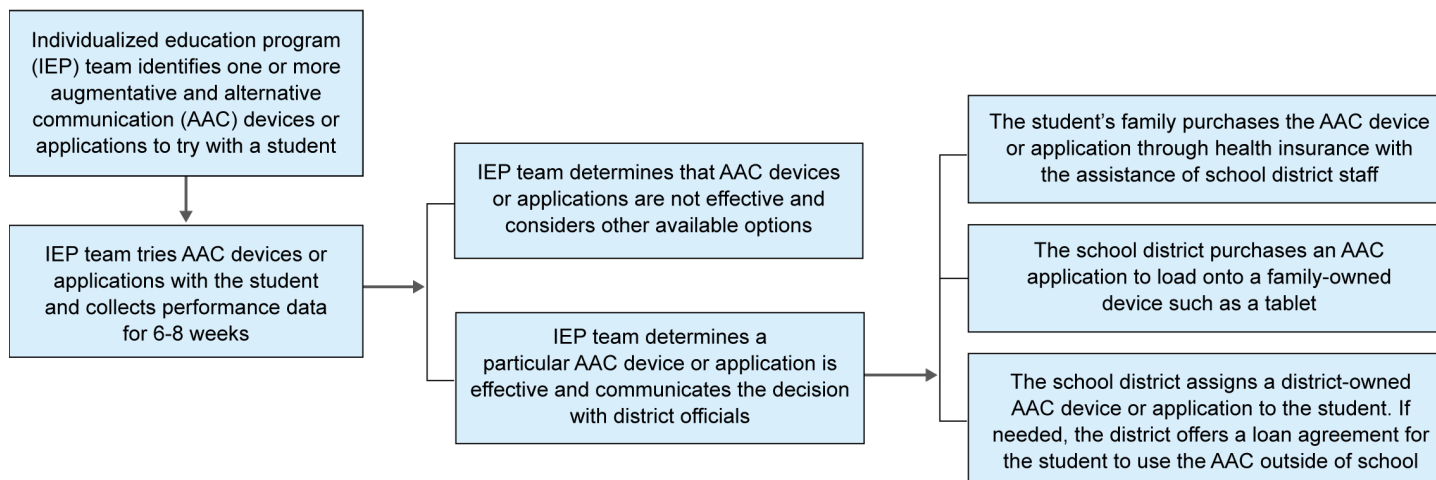 Individualized education program
(IEP) team identifies one or more
augmentative and alternative
communication (AAC) devices or
applications to try with a student
IEP team tries AAC devices or
applications with the student
and collects performance data
for 6-8 weeks
IEP team determines that AAC devices
or applications are not effective and
considers other available options
IEP team determines a
particular AAC device or application is
effective and communicates the decision
with district officials
The student’s family purchases the AAC device
or application through health insurance with
the assistance of school district staff
The school district purchases an AAC
application to load onto a family-owned
device such as a tablet
The school district assigns a district-owned
AAC device or application to the student. If
needed, the district offers a loan agreement for
the student to use the AAC outside of school